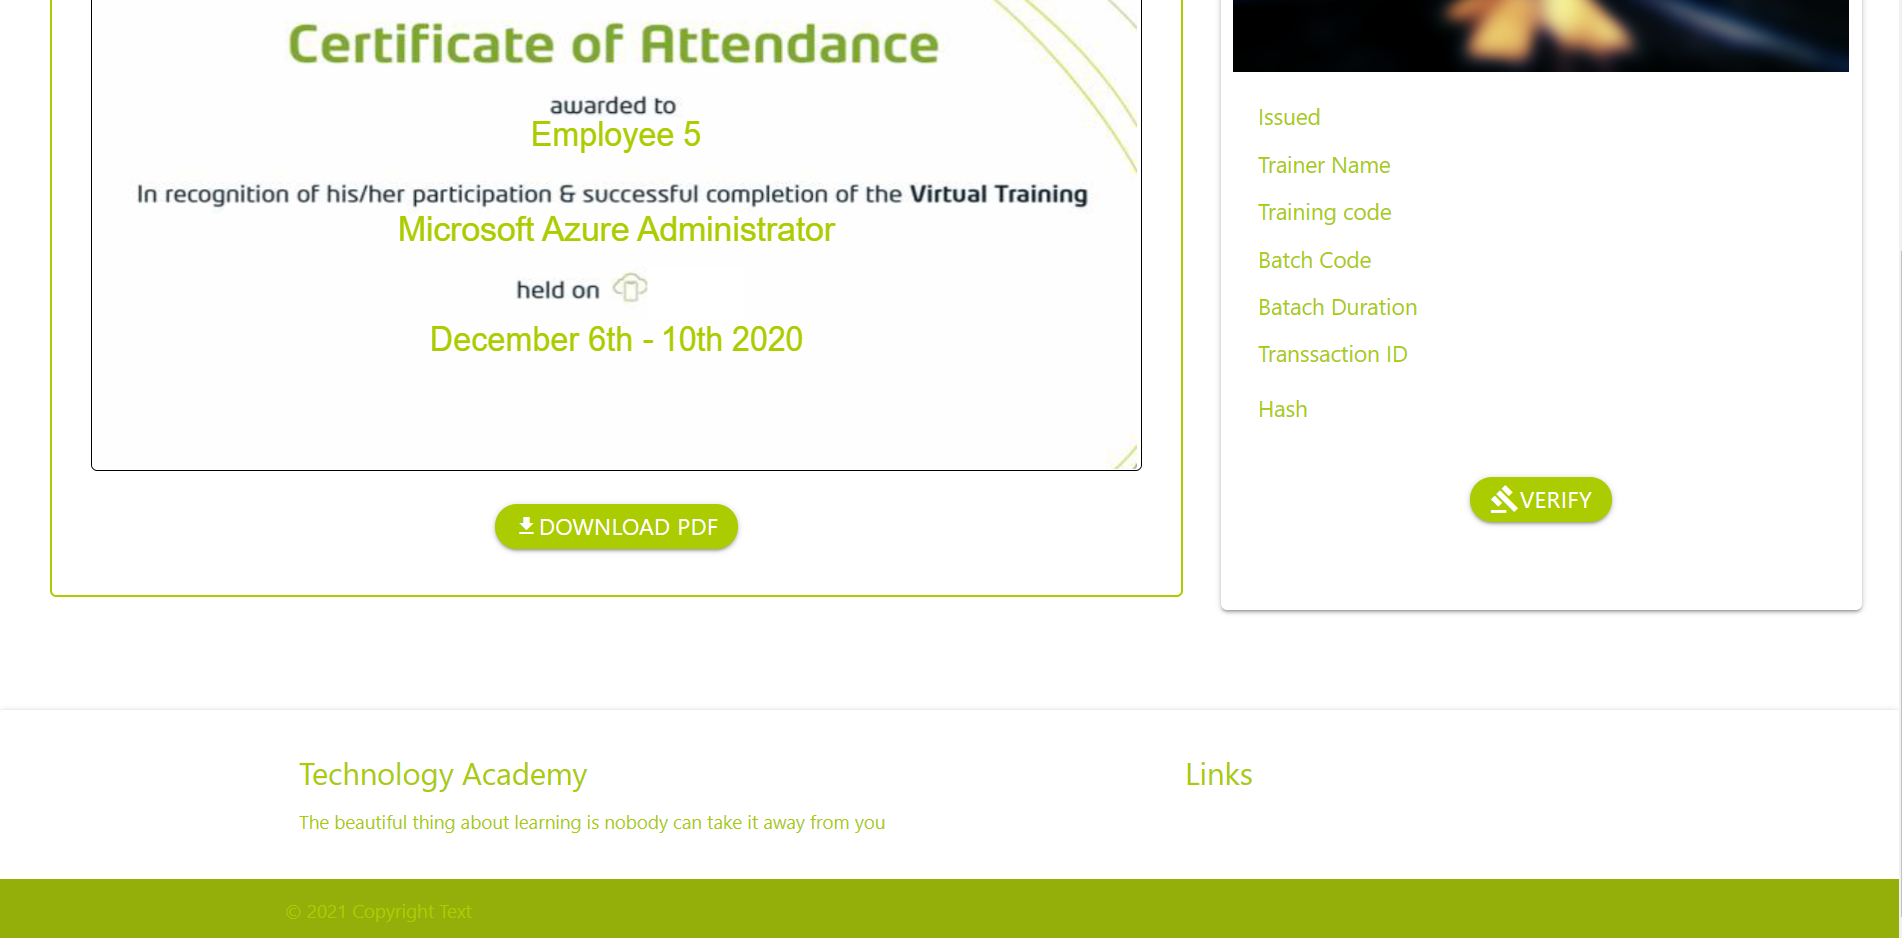 Certificate of Attendance
awarded to
Employee 5
In recognition of his/her participation & successful completion of the Virtual Training
Microsoft Azure Administrator
held on
December 6th - 10th 2020
DOWNLOAD PDF
Issued
Trainer Name
Training code
Batch Code
Batach Duration
Transsaction ID
Hash
VERIFY
Technology Academy
The beautiful thing about learning is nobody can take it away from you
Links
© 2021 Copyright Text